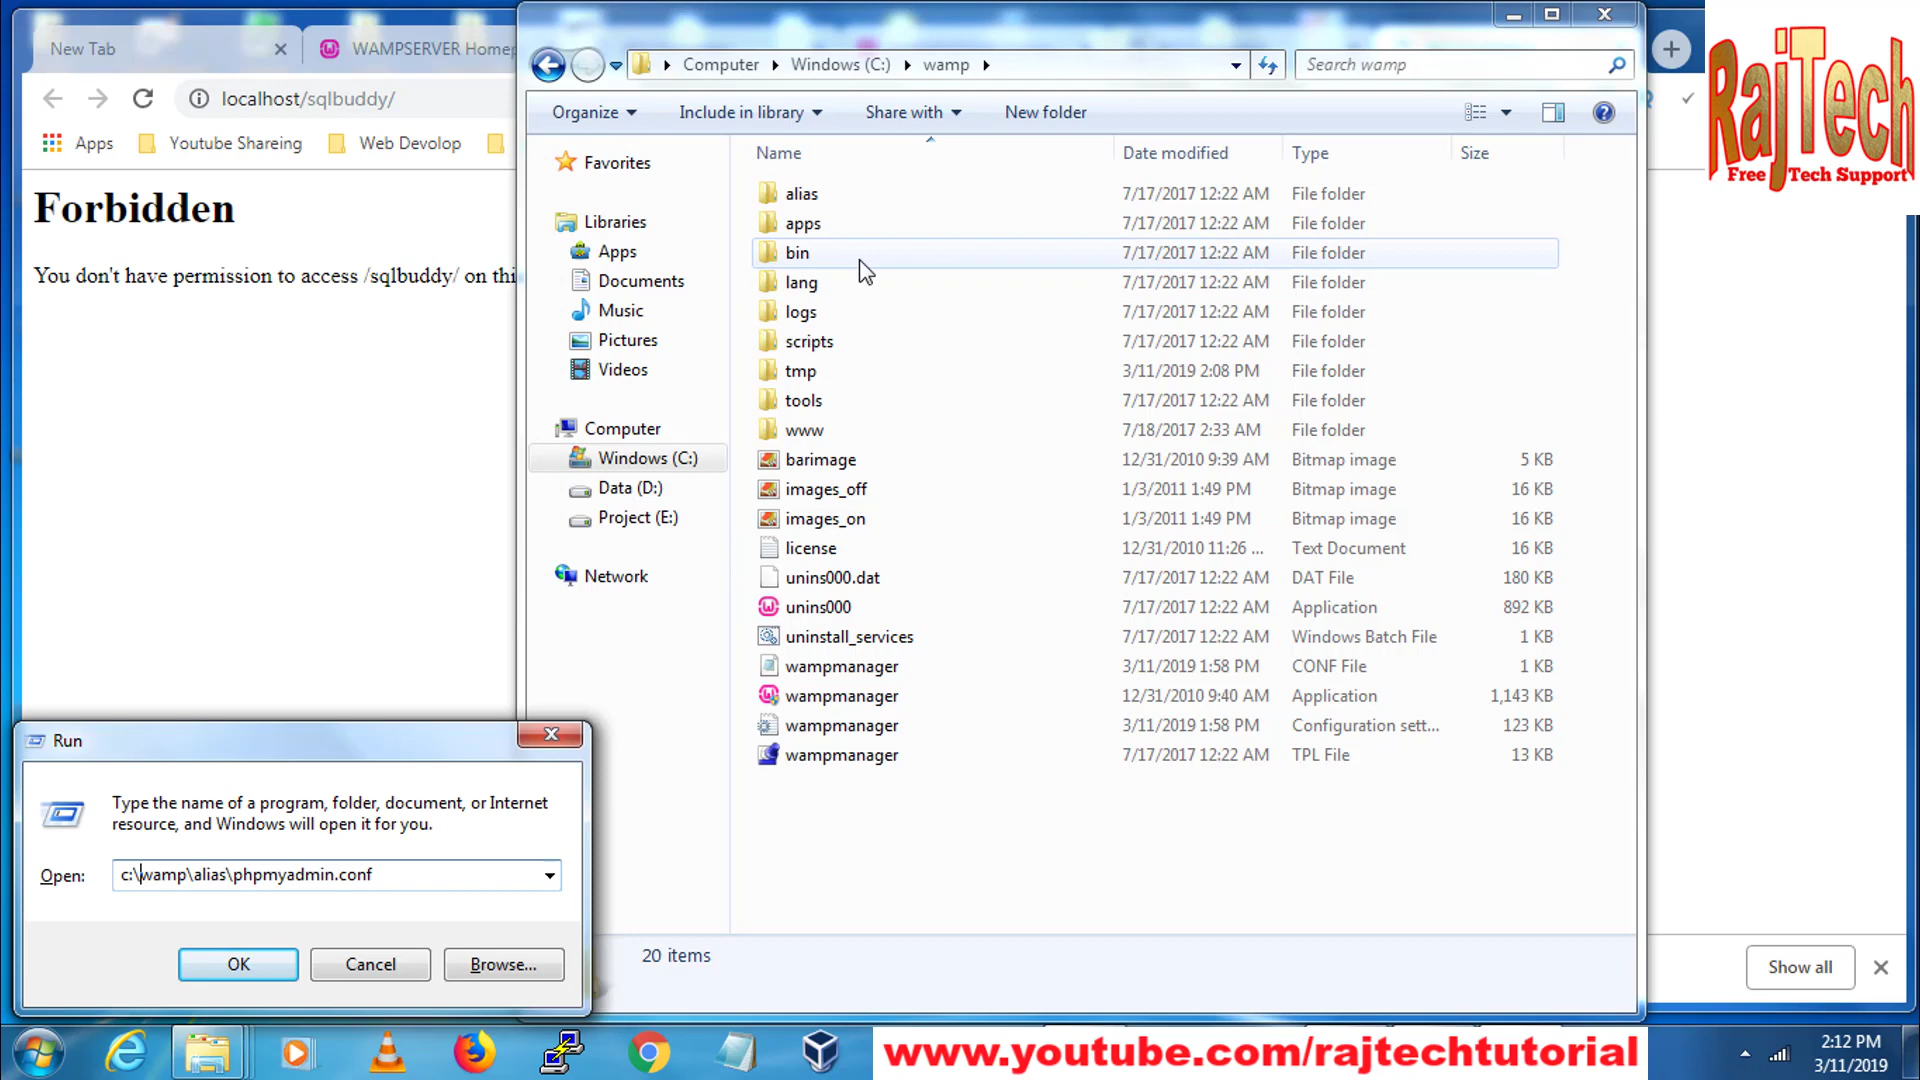 New Tab
WAMPSERVER Homep
localhost/sqlbuddy/
Apps
Youtube Shareing
Web Devolop
Forbidden
You don't have permission to access /sqlbuddy/ on thi
Computer
Windows (C:)
wamp
Search wamp
Organize
Include in library
Share with
New folder
Name
Date modified
Type
Size
Favorites
Libraries
Apps
Documents
Music
Pictures
Videos
Computer
Windows (C:)
Data (D:)
Project (E:)
Network
alias 7/17/2017 12:22 AM File folder
apps 7/17/2017 12:22 AM File folder
bin 7/17/2017 12:22 AM File folder
lang 7/17/2017 12:22 AM File folder
logs 7/17/2017 12:22 AM File folder
scripts 7/17/2017 12:22 AM File folder
tmp 3/11/2019 2:08 PM File folder
tools 7/17/2017 12:22 AM File folder
www 7/18/2017 2:33 AM File folder
barimage 12/31/2010 9:39 AM Bitmap image 5 KB
images_off 1/3/2011 1:49 PM Bitmap image 16 KB
images_on 1/3/2011 1:49 PM Bitmap image 16 KB
license 12/31/2010 11:26 ... Text Document 16 KB
unins000.dat 7/17/2017 12:22 AM DAT File 180 KB
unins000 7/17/2017 12:22 AM Application 892 KB
uninstall_services 7/17/2017 12:22 AM Windows Batch File 1 KB
wampmanager 3/11/2019 1:58 PM CONF File 1 KB
wampmanager 12/31/2010 9:40 AM Application 1,143 KB
wampmanager 3/11/2019 1:58 PM Configuration sett... 123 KB
wampmanager 7/17/2017 12:22 AM TPL File 13 KB
20 items
RajTech
Free Tech Support
Run
Type the name of a program, folder, document, or Internet
resource, and Windows will open it for you.
Open: c:\wamp\alias\phpmyadmin.conf
OK
Cancel
Browse...
Show all
www.youtube.com/rajtechtutorial
2:12 PM
3/11/2019